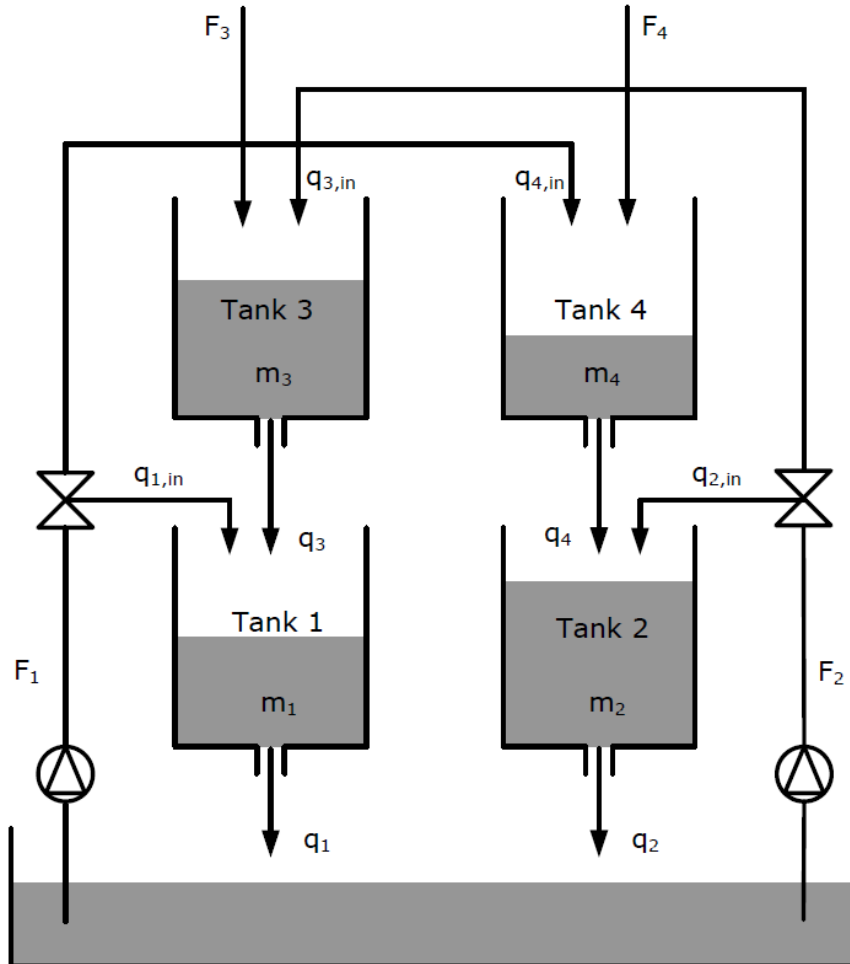 F₃
F₄
q₃,in
q₄,in
Tank 3
Tank 4
m₃
m₄
q₁,in
q₂,in
q₃
q₄
Tank 1
Tank 2
F₁
F₂
m₁
m₂
q₁
q₂